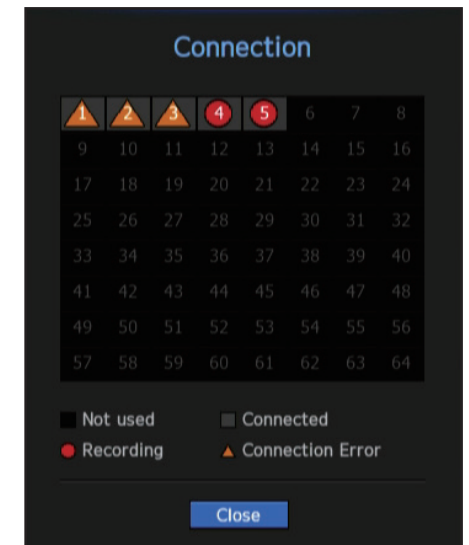 Connection
1 2 3 4 5 6 7 8
9 10 11 12 13 14 15 16
17 18 19 20 21 22 23 24
25 26 27 28 29 30 31 32
33 34 35 36 37 38 39 40
41 42 43 44 45 46 47 48
49 50 51 52 53 54 55 56
57 58 59 60 61 62 63 64
Not used Connected
Recording Connection Error
Close